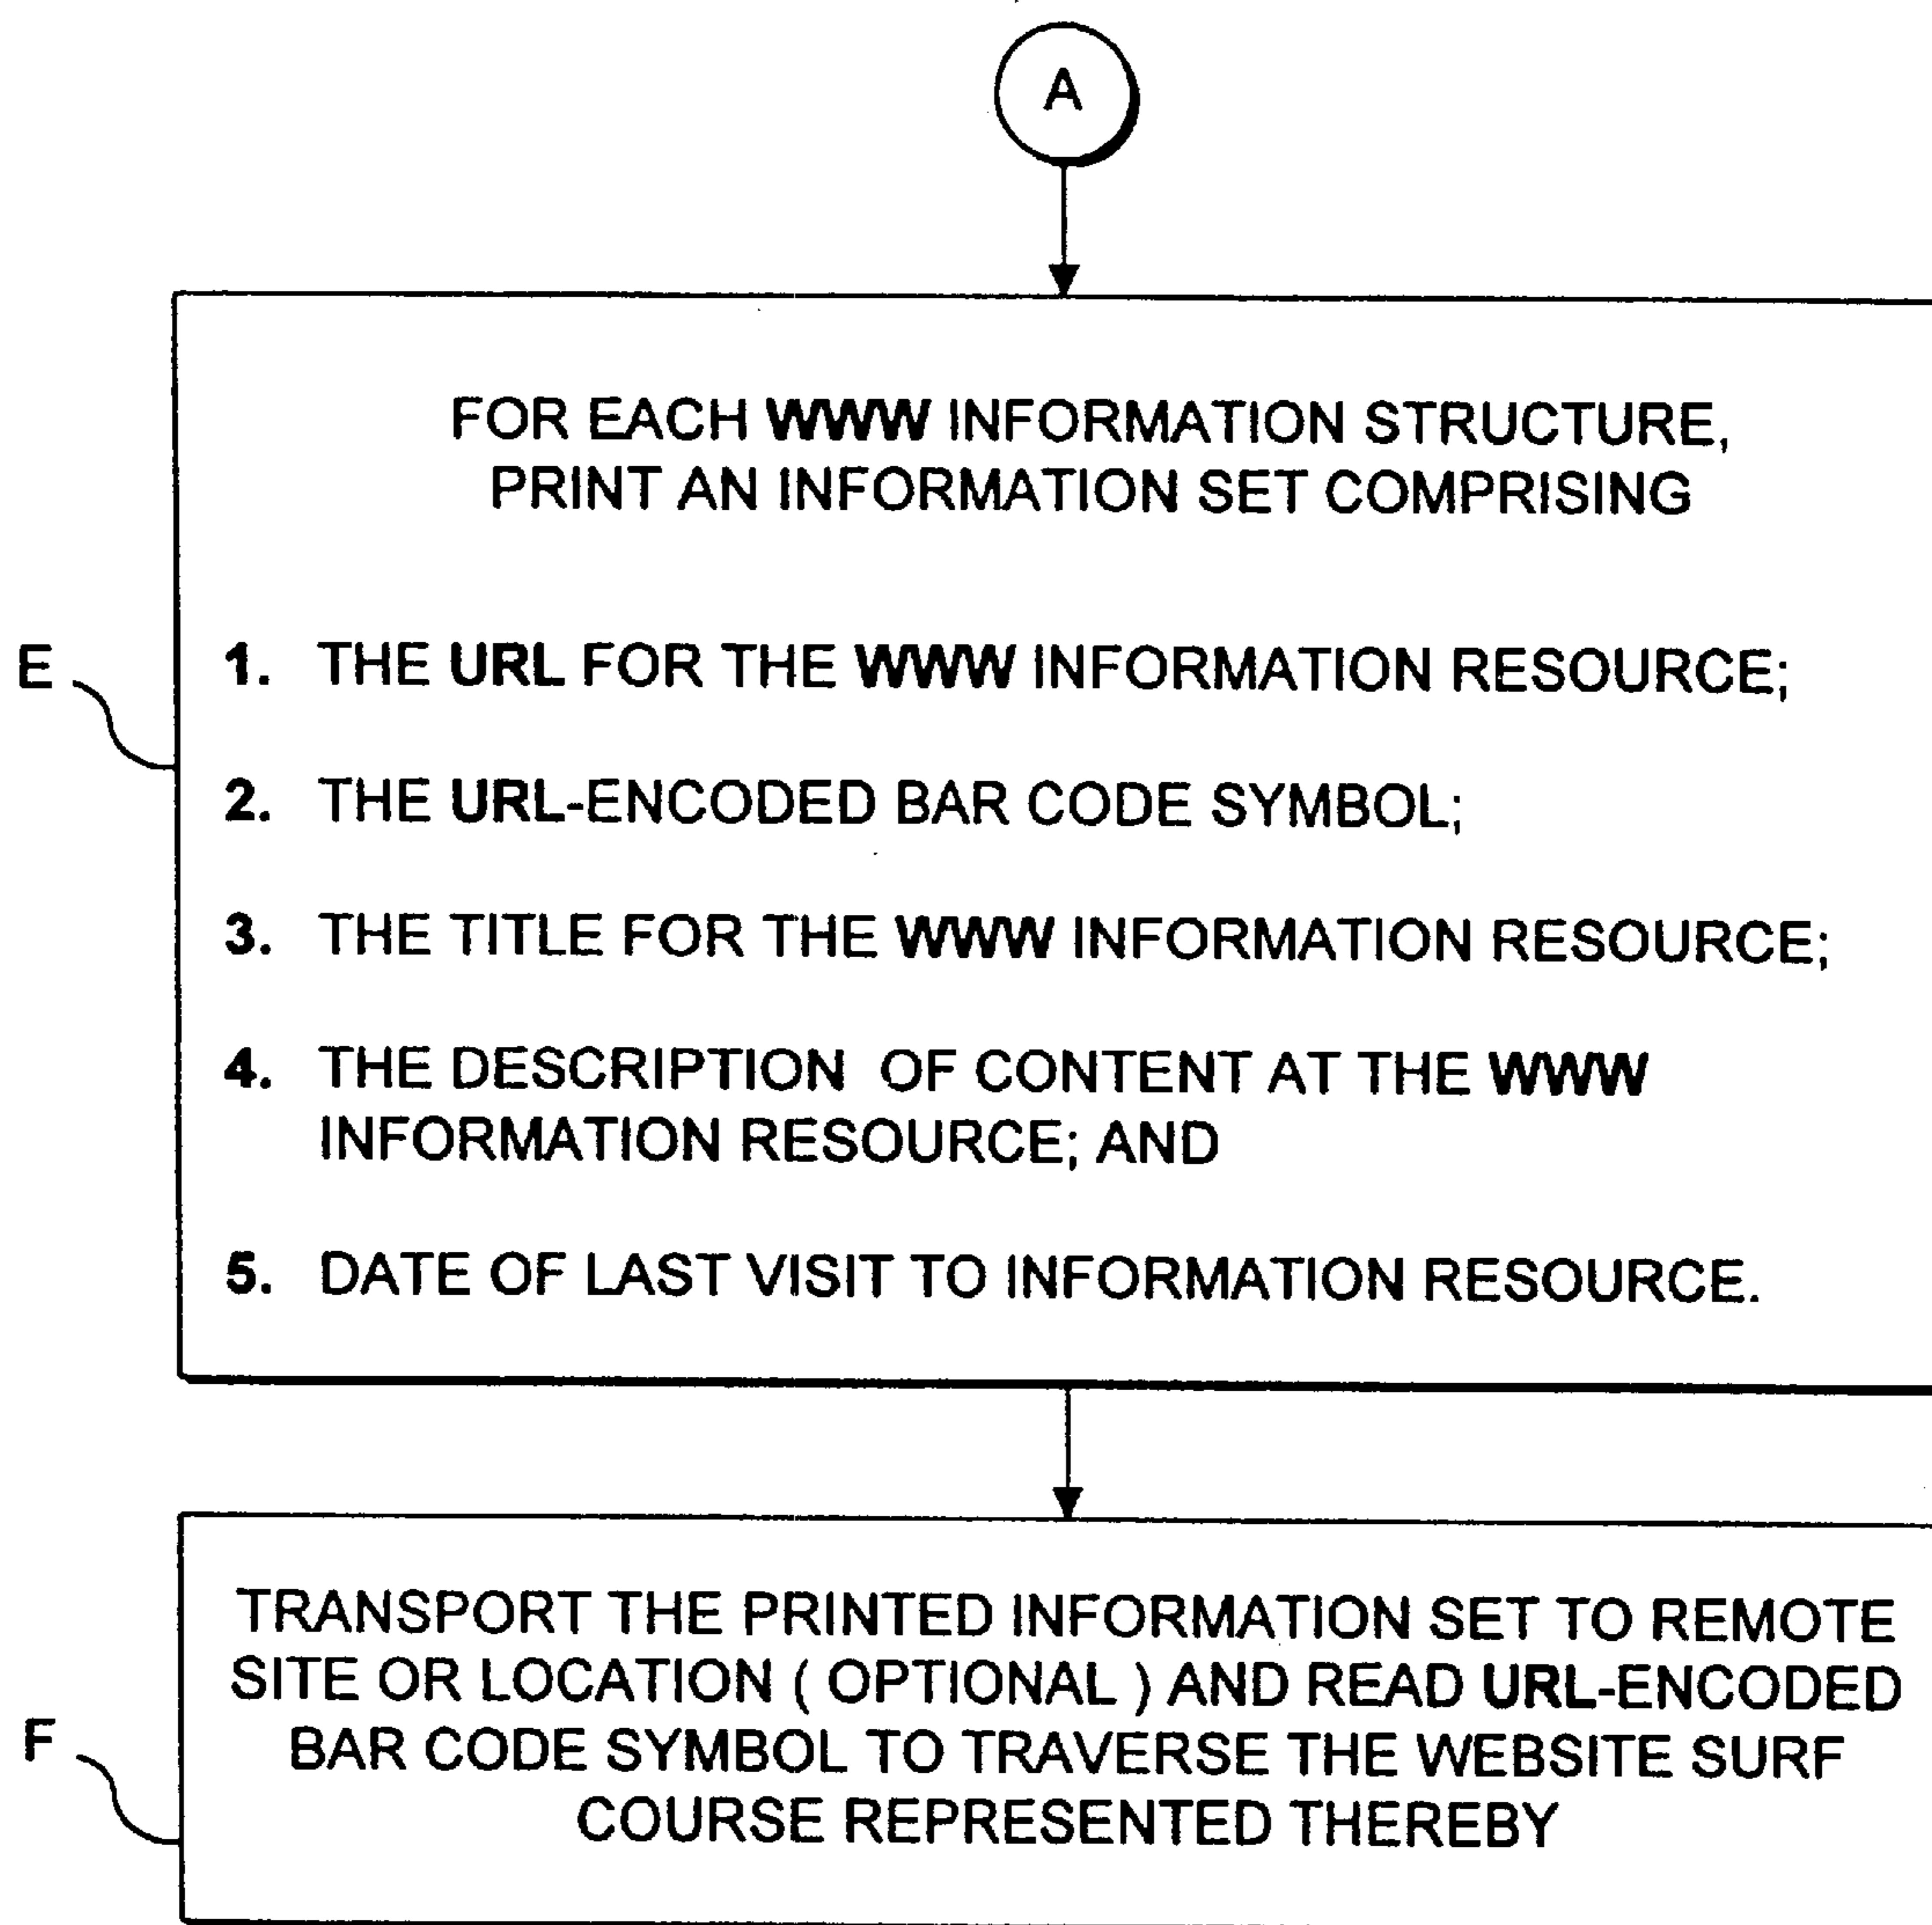 A
FOR EACH WWW INFORMATION STRUCTURE,
PRINT AN INFORMATION SET COMPRISING
E
1. THE URL FOR THE WWW INFORMATION RESOURCE;
2. THE URL-ENCODED BAR CODE SYMBOL;
3. THE TITLE FOR THE WWW INFORMATION RESOURCE;
4. THE DESCRIPTION OF CONTENT AT THE WWW
INFORMATION RESOURCE; AND
5. DATE OF LAST VISIT TO INFORMATION RESOURCE.
TRANSPORT THE PRINTED INFORMATION SET TO REMOTE
SITE OR LOCATION ( OPTIONAL ) AND READ URL-ENCODED
F
BAR CODE SYMBOL TO TRAVERSE THE WEBSITE SURF
COURSE REPRESENTED THEREBY